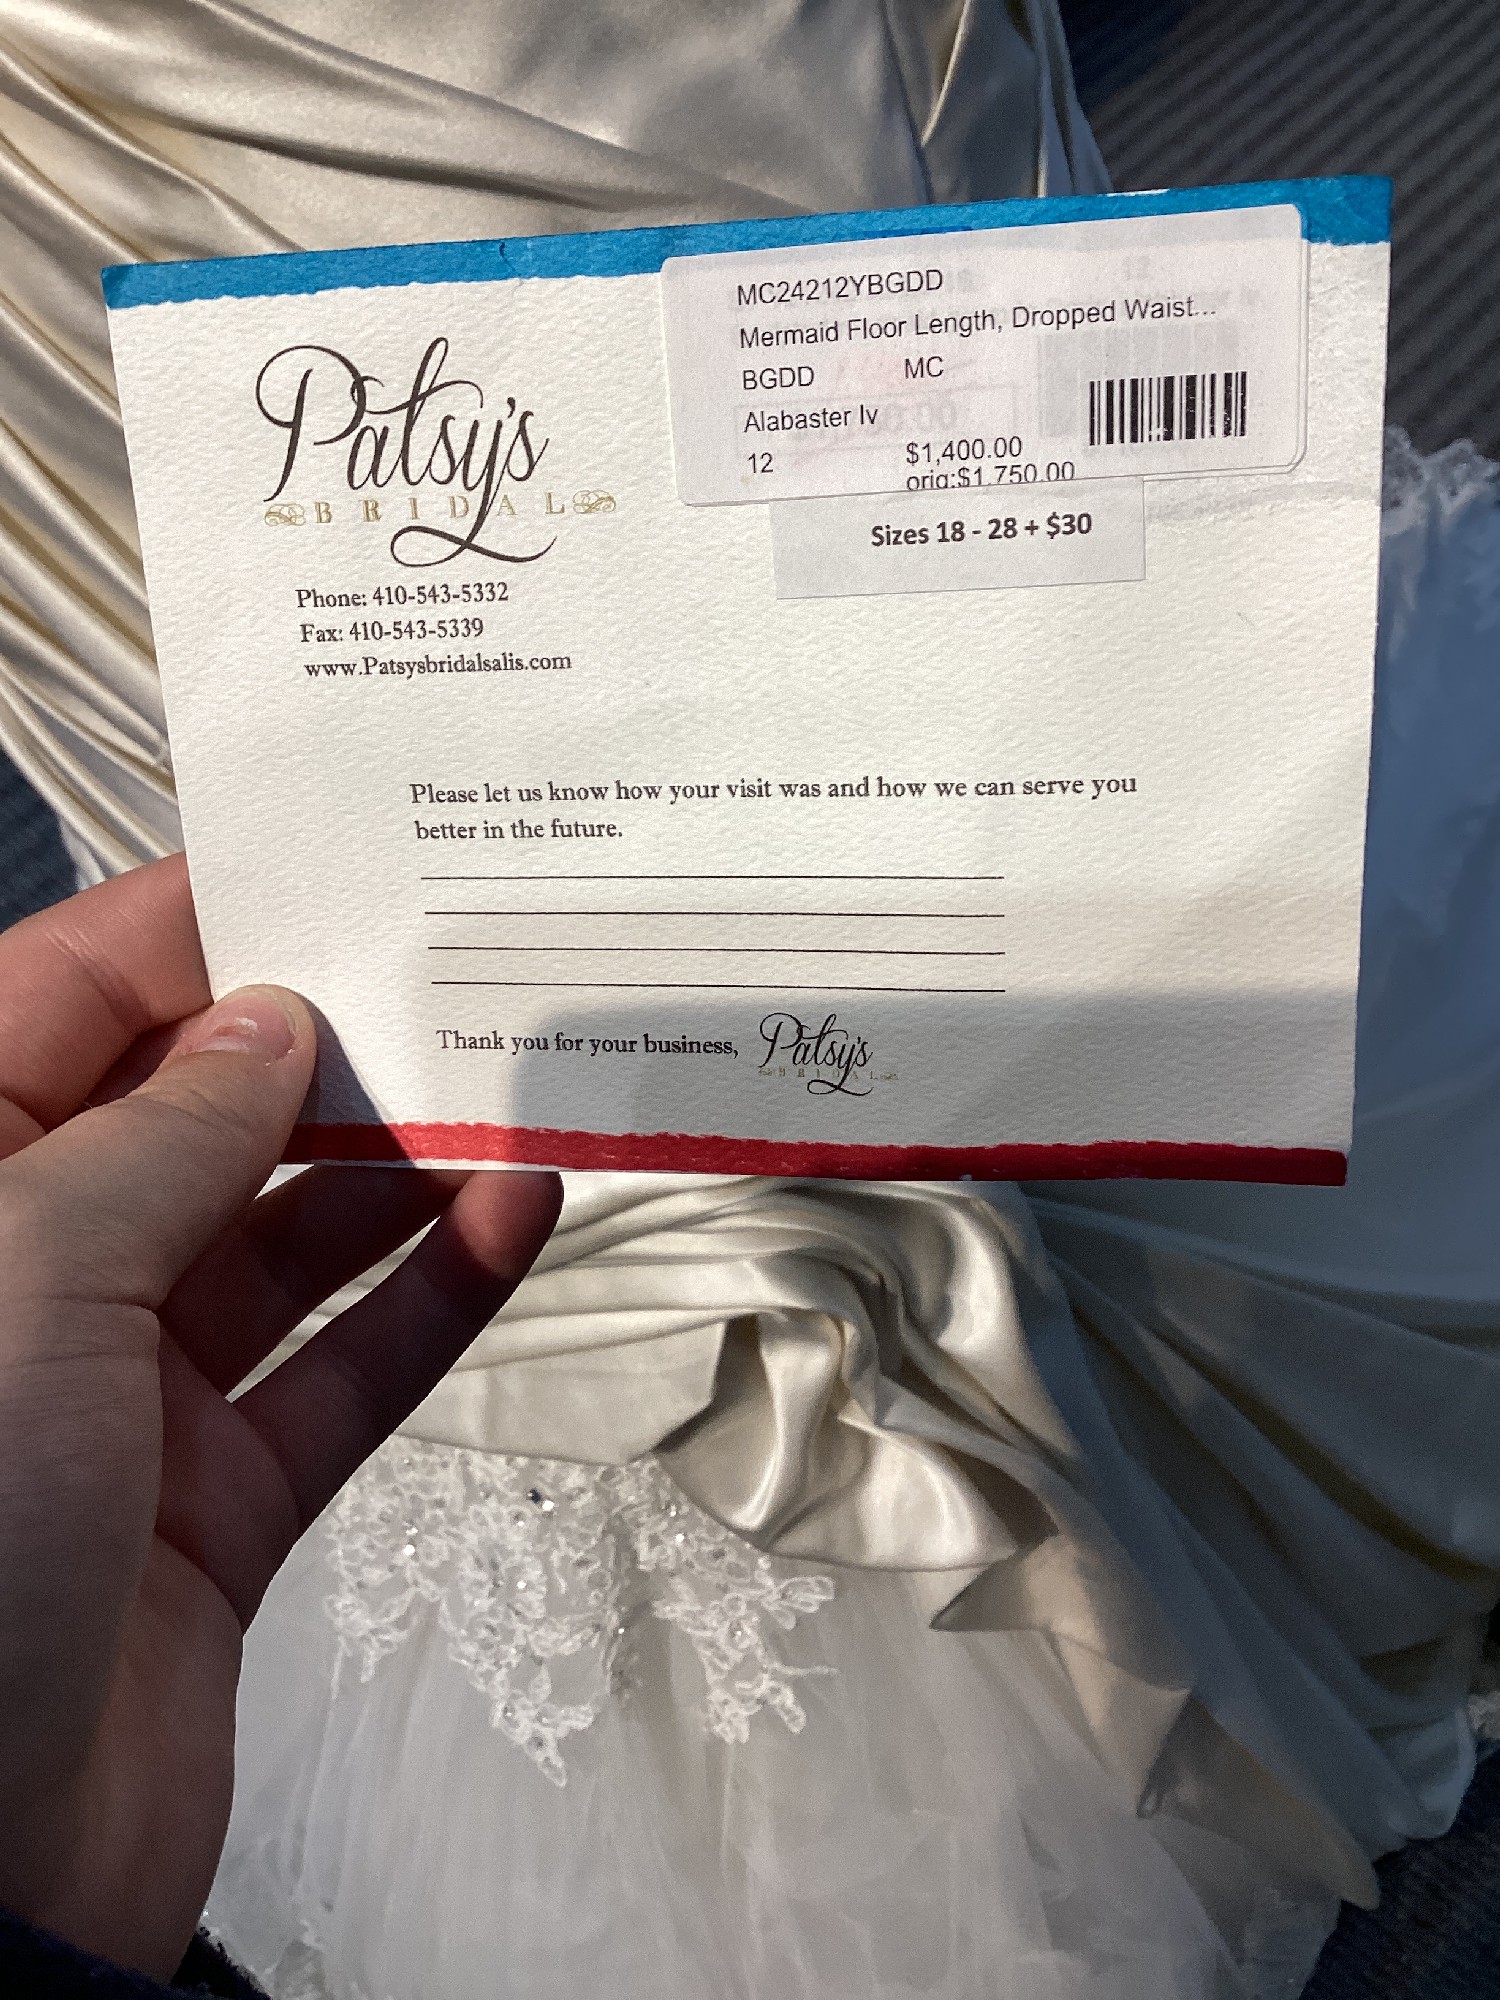 MC24212YBGDD
Mermaid Floor Length, Dropped Waist...
BGDD MC
Alabaster Iv
12 $1,400.00
orig:$1,750.00
Sizes 18 - 28 + $30
Patsy's
BRIDAL
Phone: 410-543-5332
Fax: 410-543-5339
www.Patsysbridalsalis.com
Please let us know how your visit was and how we can serve you
better in the future.
Thank you for your business, Patsy's
BRIDAL